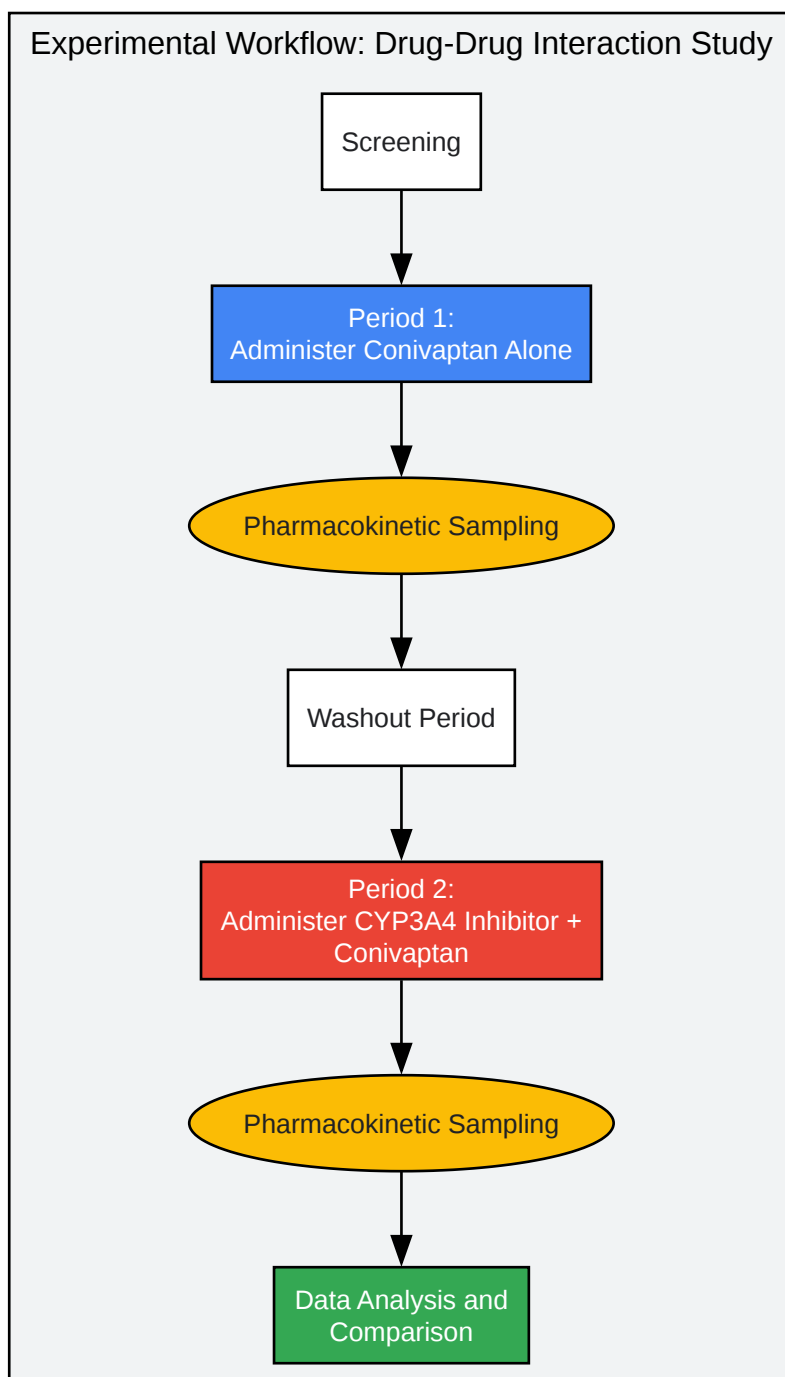 Experimental Workflow: Drug-Drug Interaction Study
Screening
Period 1:
Administer Conivaptan Alone
Pharmacokinetic Sampling
Washout Period
Period 2:
Administer CYP3A4 Inhibitor +
Conivaptan
Pharmacokinetic Sampling
Data Analysis and
Comparison